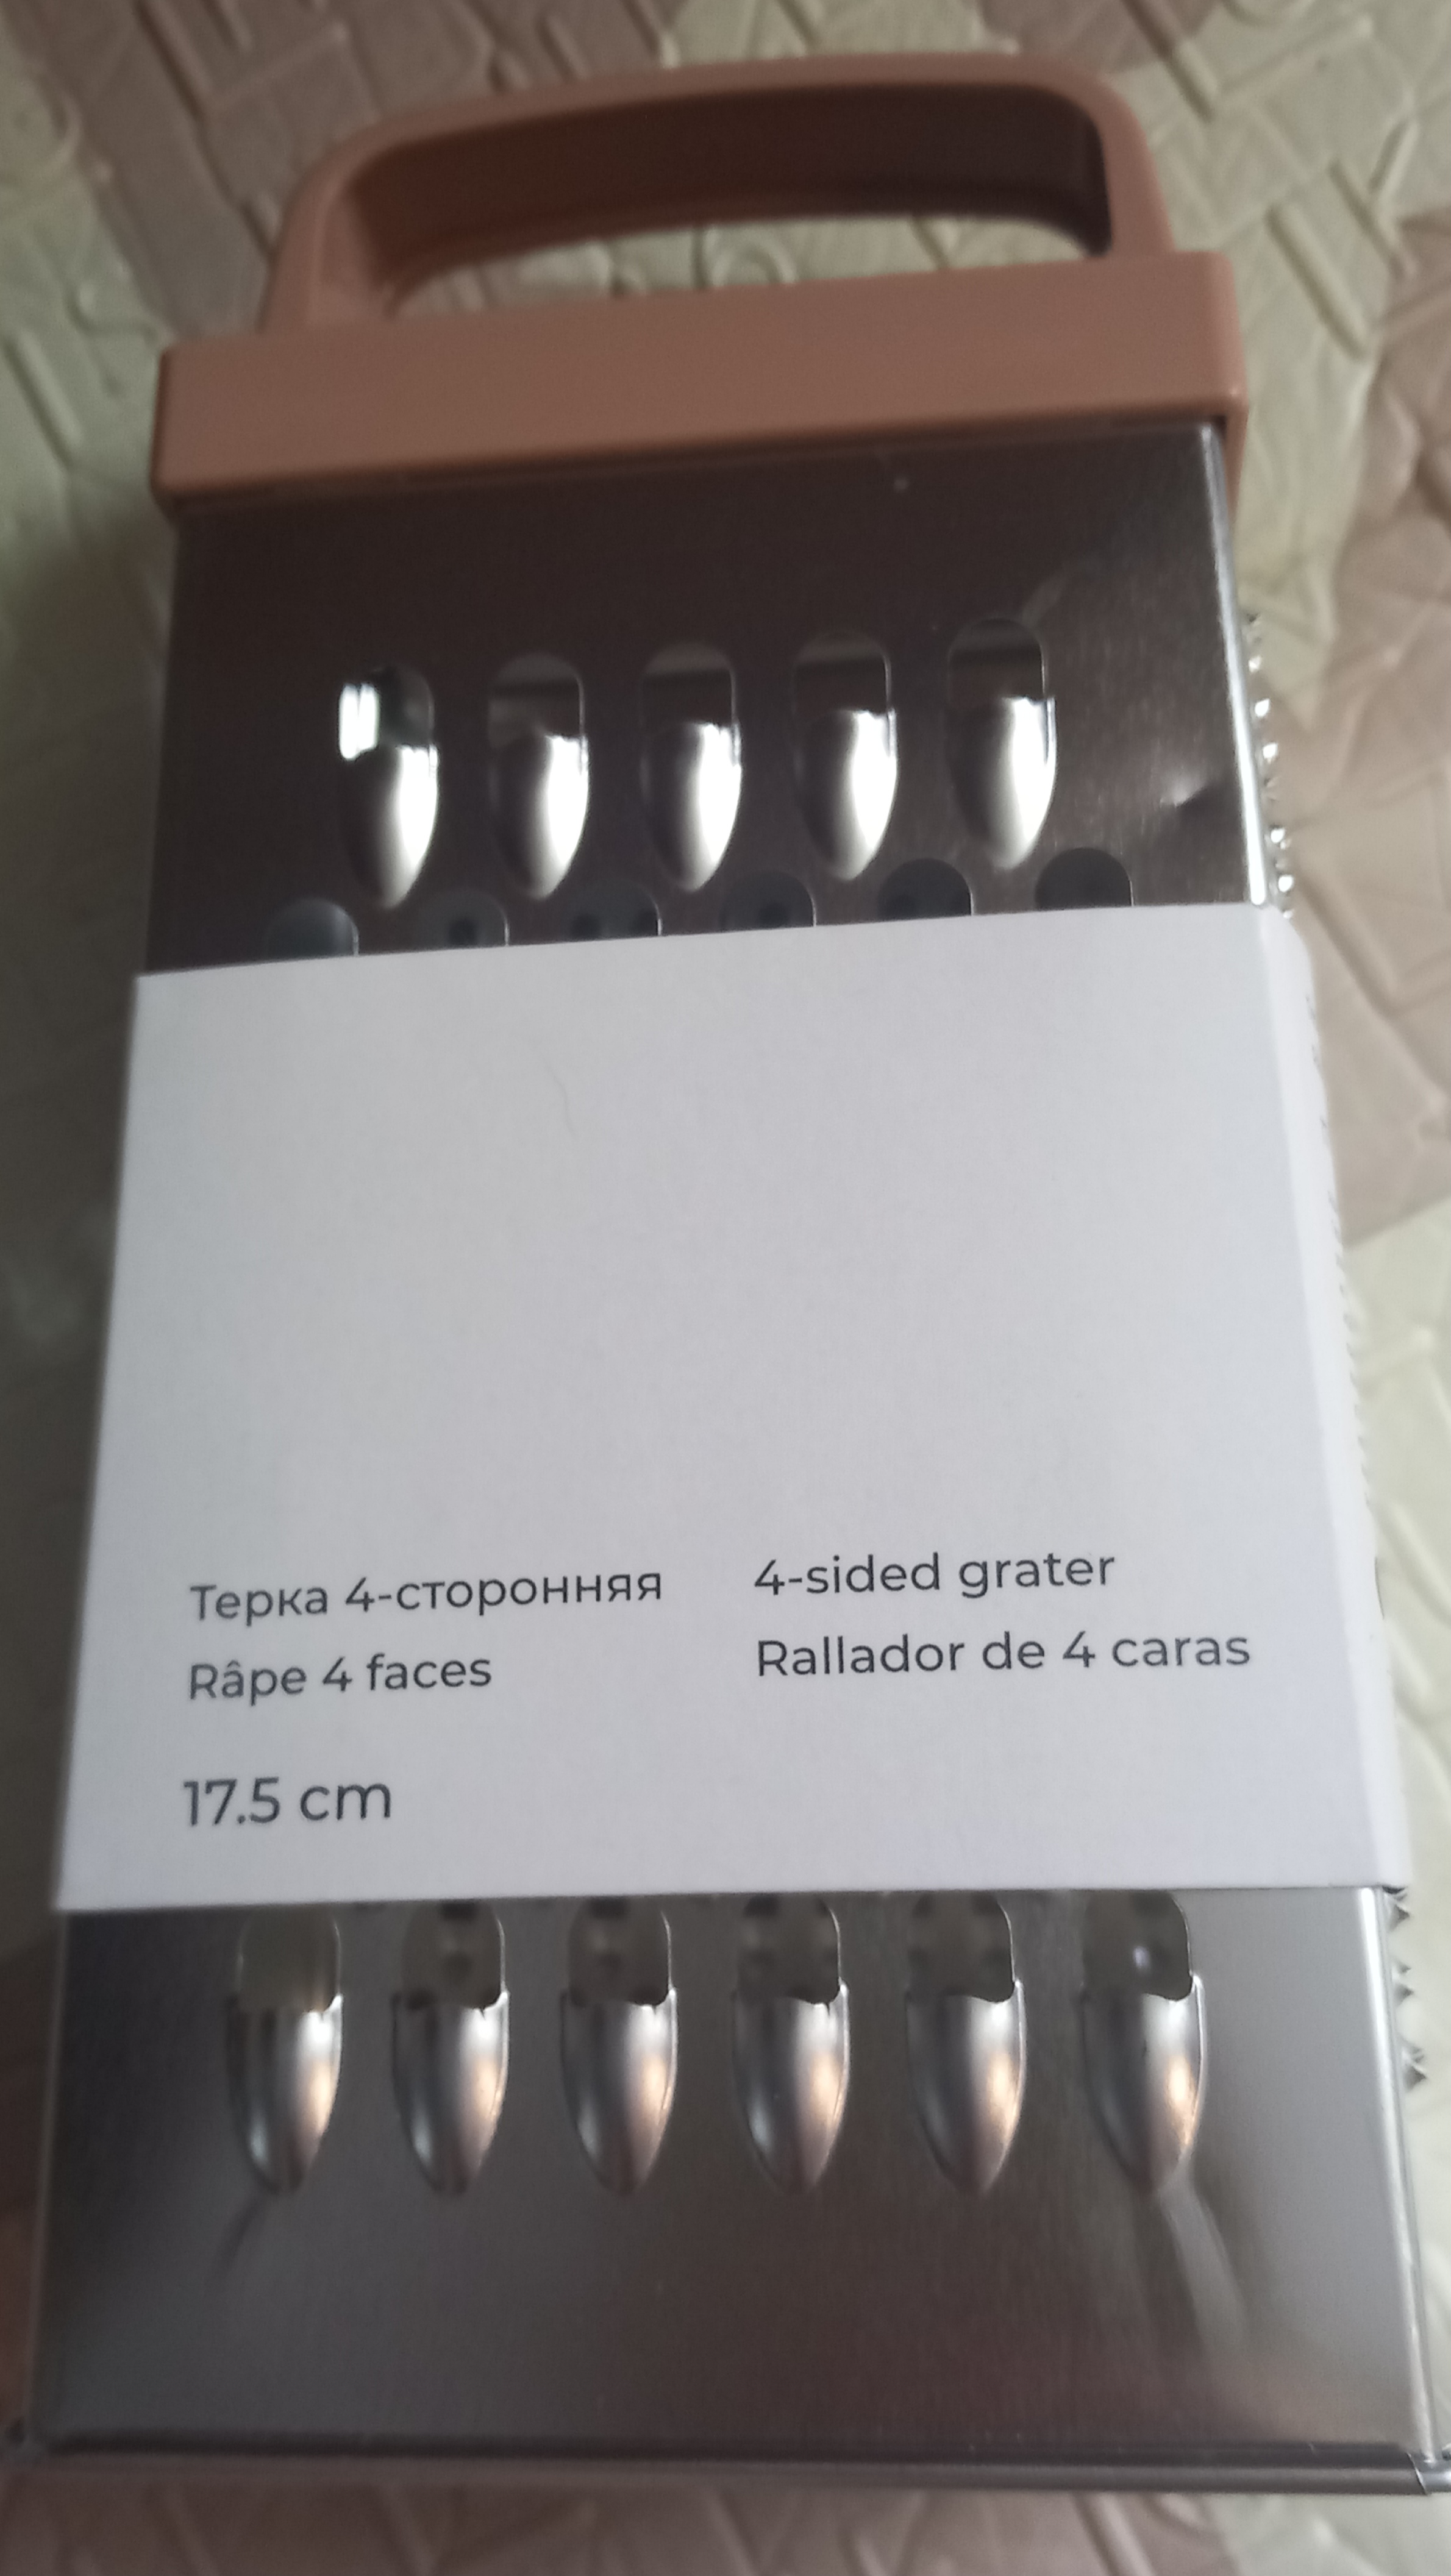 Терка 4-сторонняя
Râpe 4 faces
4-sided grater
Rallador de 4 caras
17.5 cm